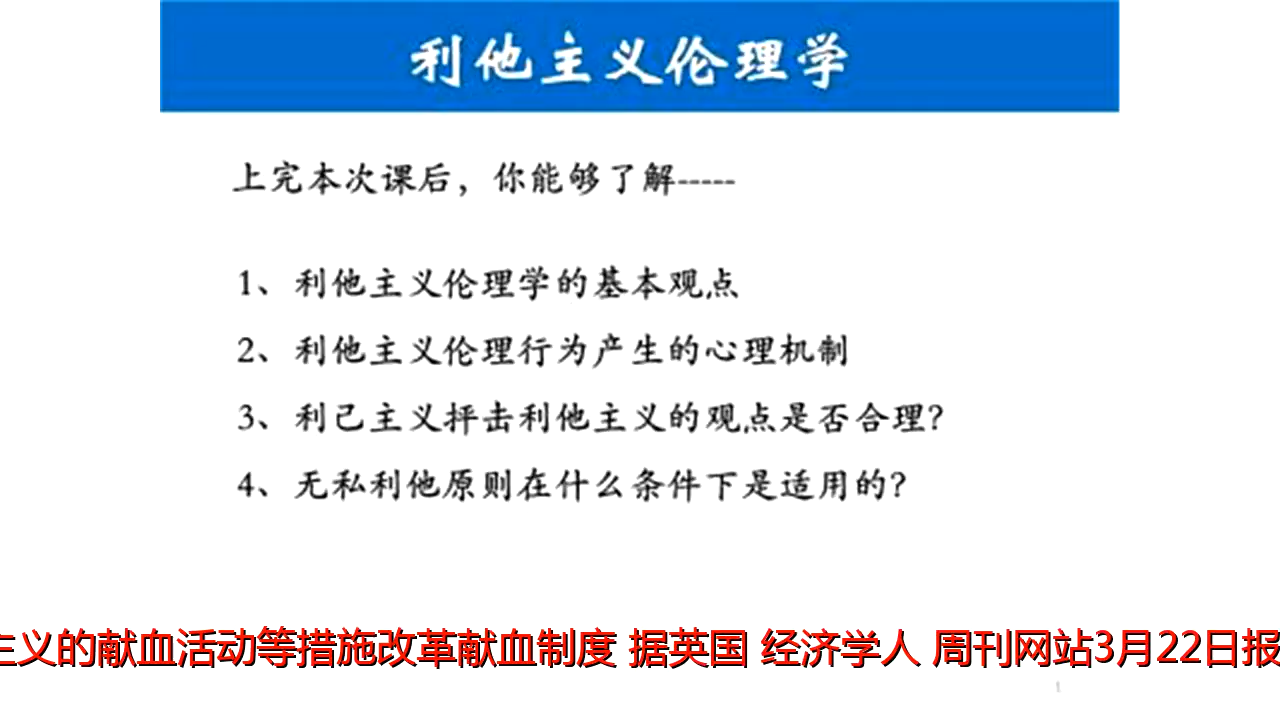 利他主义伦理学
上完本次课后，你能够了解-----
1、利他主义伦理学的基本观点
2、利他主义伦理行为产生的心理机制
3、利己主义抨击利他主义的观点是否合理?
4、无私利他原则在什么条件下是适用的?
主义的献血活动等措施改革献血制度 据英国 经济学人 周刊网站3月22日报
1